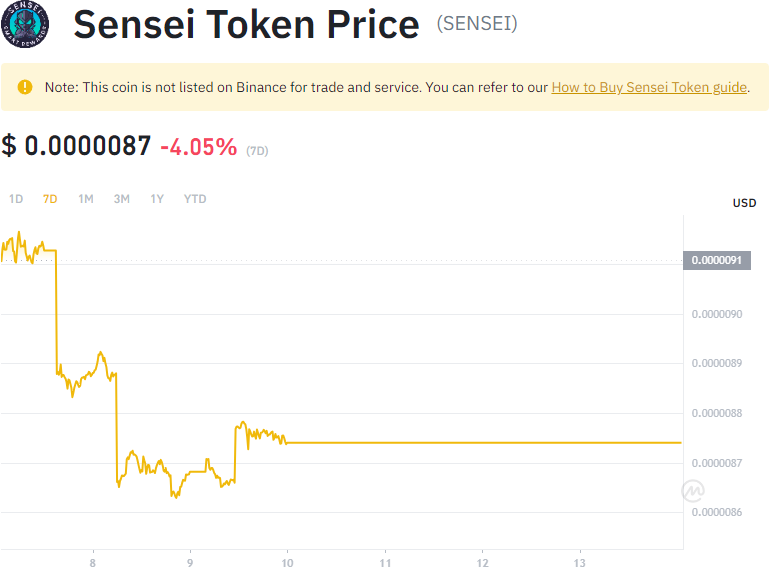 SENSEI
SMART REWARDS
Sensei Token Price (SENSEI)
Note: This coin is not listed on Binance for trade and service. You can refer to our How to Buy Sensei Token guide.
$ 0.0000087 -4.05% (7D)
1D 7D 1M 3M 1Y YTD
USD
0.0000091
0.0000090
0.0000089
0.0000088
0.0000087
0.0000086
8 9 10 11 12 13